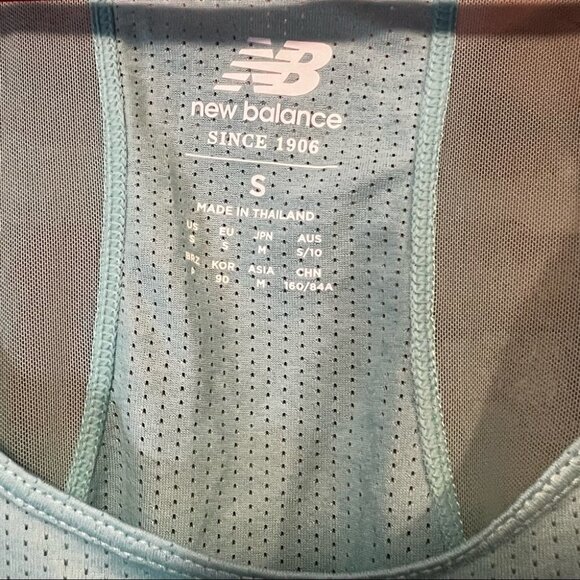 NB
new balance
SINCE 1906
S
MADE IN THAILAND
US EU JPN AUS
S S M S/10
BRZ KOR ASIA CHN
P 90 M 160/84A